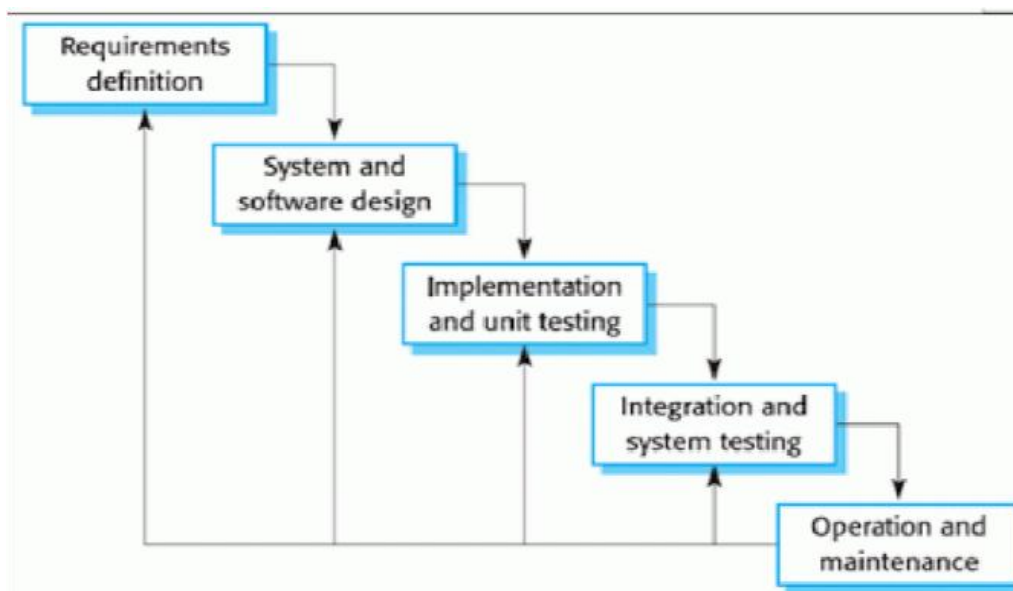 Requirements
definition
System and
software design
Implementation
and unit testing
Integration and
system testing
Operation and
maintenance